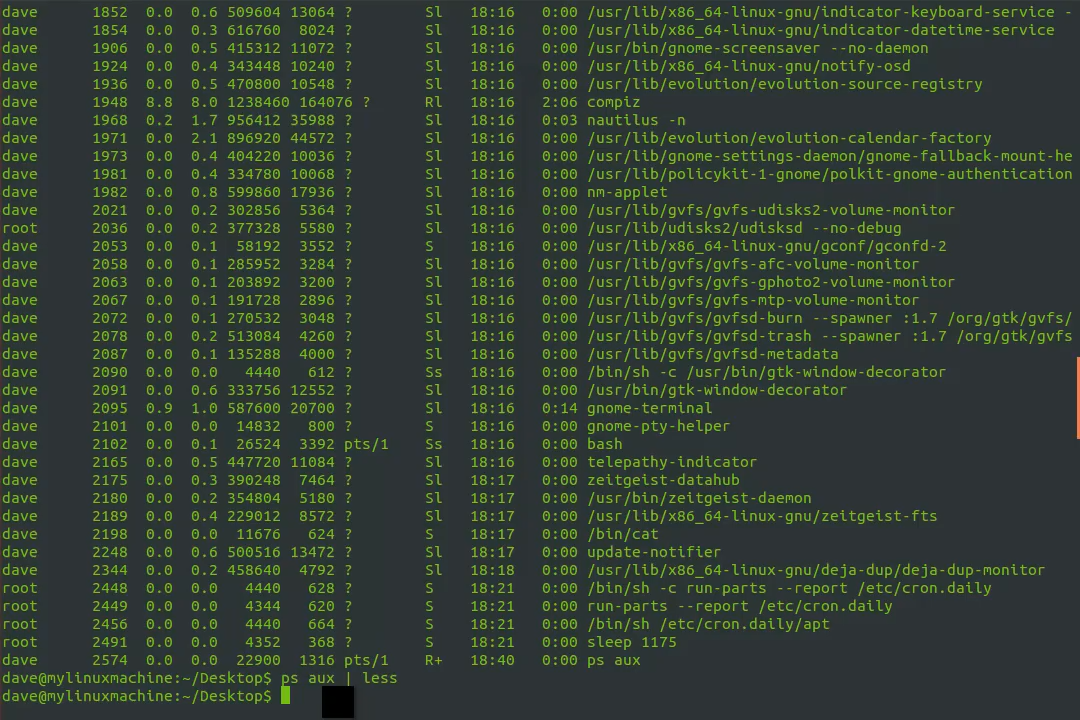 dave      1852  0.0  0.6 509604 13064 ?        Sl   18:16   0:00 /usr/lib/x86_64-linux-gnu/indicator-keyboard-service -
dave      1854  0.0  0.3 616760  8024 ?        Sl   18:16   0:00 /usr/lib/x86_64-linux-gnu/indicator-datetime-service
dave      1906  0.0  0.5 415312 11072 ?        Sl   18:16   0:00 /usr/bin/gnome-screensaver --no-daemon
dave      1924  0.0  0.4 343448 10240 ?        Sl   18:16   0:00 /usr/lib/x86_64-linux-gnu/notify-osd
dave      1936  0.0  0.5 470800 10548 ?        Sl   18:16   0:00 /usr/lib/evolution/evolution-source-registry
dave      1948  8.8  8.0 1238460 164076 ?      Rl   18:16   2:06 compiz
dave      1968  0.2  1.7 956412 35988 ?        Sl   18:16   0:03 nautilus -n
dave      1971  0.0  2.1 896920 44572 ?        Sl   18:16   0:00 /usr/lib/evolution/evolution-calendar-factory
dave      1973  0.0  0.4 404220 10036 ?        Sl   18:16   0:00 /usr/lib/gnome-settings-daemon/gnome-fallback-mount-he
dave      1981  0.0  0.4 334780 10068 ?        Sl   18:16   0:00 /usr/lib/policykit-1-gnome/polkit-gnome-authentication
dave      1982  0.0  0.8 599860 17936 ?        Sl   18:16   0:00 nm-applet
dave      2021  0.0  0.2 302856  5364 ?        Sl   18:16   0:00 /usr/lib/gvfs/gvfs-udisks2-volume-monitor
root      2036  0.0  0.2 377328  5580 ?        Sl   18:16   0:00 /usr/lib/udisks2/udisksd --no-debug
dave      2053  0.0  0.1  58192  3552 ?        S    18:16   0:00 /usr/lib/x86_64-linux-gnu/gconf/gconfd-2
dave      2058  0.0  0.1 285952  3284 ?        Sl   18:16   0:00 /usr/lib/gvfs/gvfs-afc-volume-monitor
dave      2063  0.0  0.1 203892  3200 ?        Sl   18:16   0:00 /usr/lib/gvfs/gvfs-gphoto2-volume-monitor
dave      2067  0.0  0.1 191728  2896 ?        Sl   18:16   0:00 /usr/lib/gvfs/gvfs-mtp-volume-monitor
dave      2072  0.0  0.1 270532  3048 ?        Sl   18:16   0:00 /usr/lib/gvfs/gvfsd-burn --spawner :1.7 /org/gtk/gvfs/
dave      2078  0.0  0.2 513084  4260 ?        Sl   18:16   0:00 /usr/lib/gvfs/gvfsd-trash --spawner :1.7 /org/gtk/gvfs
dave      2087  0.0  0.1 135288  4000 ?        Sl   18:16   0:00 /usr/lib/gvfs/gvfsd-metadata
dave      2090  0.0  0.0   4440   612 ?        Ss   18:16   0:00 /bin/sh -c /usr/bin/gtk-window-decorator
dave      2091  0.0  0.6 333756 12552 ?        Sl   18:16   0:00 /usr/bin/gtk-window-decorator
dave      2095  0.9  1.0 587600 20700 ?        Sl   18:16   0:14 gnome-terminal
dave      2101  0.0  0.0  14832   800 ?        S    18:16   0:00 gnome-pty-helper
dave      2102  0.0  0.1  26524  3392 pts/1    Ss   18:16   0:00 bash
dave      2165  0.0  0.5 447720 11084 ?        Sl   18:16   0:00 telepathy-indicator
dave      2175  0.0  0.3 390248  7464 ?        Sl   18:17   0:00 zeitgeist-datahub
dave      2180  0.0  0.2 354804  5180 ?        Sl   18:17   0:00 /usr/bin/zeitgeist-daemon
dave      2189  0.0  0.4 229012  8572 ?        Sl   18:17   0:00 /usr/lib/x86_64-linux-gnu/zeitgeist-fts
dave      2198  0.0  0.0  11676   624 ?        S    18:17   0:00 /bin/cat
dave      2248  0.0  0.6 500516 13472 ?        Sl   18:17   0:00 update-notifier
dave      2344  0.0  0.2 458640  4792 ?        Sl   18:18   0:00 /usr/lib/x86_64-linux-gnu/deja-dup/deja-dup-monitor
root      2448  0.0  0.0   4440   628 ?        S    18:21   0:00 /bin/sh -c run-parts --report /etc/cron.daily
root      2449  0.0  0.0   4344   620 ?        S    18:21   0:00 run-parts --report /etc/cron.daily
root      2456  0.0  0.0   4440   664 ?        S    18:21   0:00 /bin/sh /etc/cron.daily/apt
root      2491  0.0  0.0   4352   368 ?        S    18:21   0:00 sleep 1175
dave      2574  0.0  0.0  22900  1316 pts/1    R+   18:40   0:00 ps aux
dave@mylinuxmachine:~/Desktop$ ps aux | less
dave@mylinuxmachine:~/Desktop$